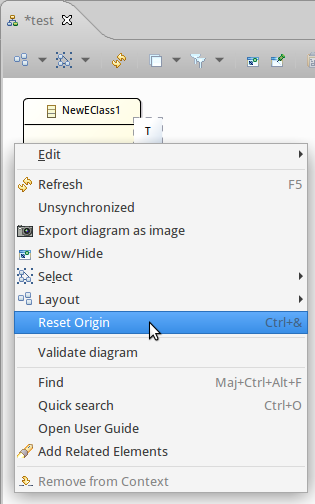 *test
NewEClass1
T
Edit
Refresh F5
Unsynchronized
Export diagram as image
Show/Hide
Select
Layout
Reset Origin Ctrl+&
Validate diagram
Find Maj+Ctrl+Alt+F
Quick search Ctrl+O
Open User Guide
Add Related Elements
Remove from Context